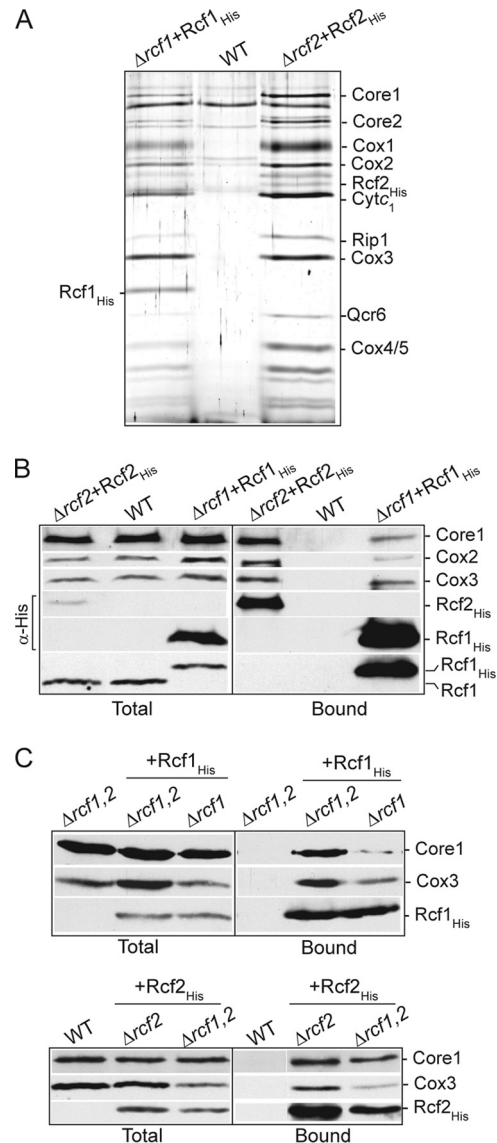 A
Δrcf1+Rcf1His
WT
Δrcf2+Rcf2His
Core1
Core2
Cox1
Cox2
Rcf2His
Cytc1
Rip1
Cox3
Rcf1His
Qcr6
Cox4/5
B
Δrcf2+Rcf2His
WT
Δrcf1+Rcf1His
Δrcf2+Rcf2His
WT
Δrcf1+Rcf1His
Core1
Cox2
Cox3
α-His
Rcf2His
Rcf1His
Rcf1His
Rcf1
Total
Bound
C
+Rcf1His
+Rcf1His
Δrcf1,2
Δrcf1,2
Δrcf1
Δrcf1,2
Δrcf1,2
Δrcf1
Core1
Cox3
Rcf1His
Total
Bound
+Rcf2His
+Rcf2His
WT
Δrcf2
Δrcf1,2
WT
Δrcf2
Δrcf1,2
Core1
Cox3
Rcf2His
Total
Bound